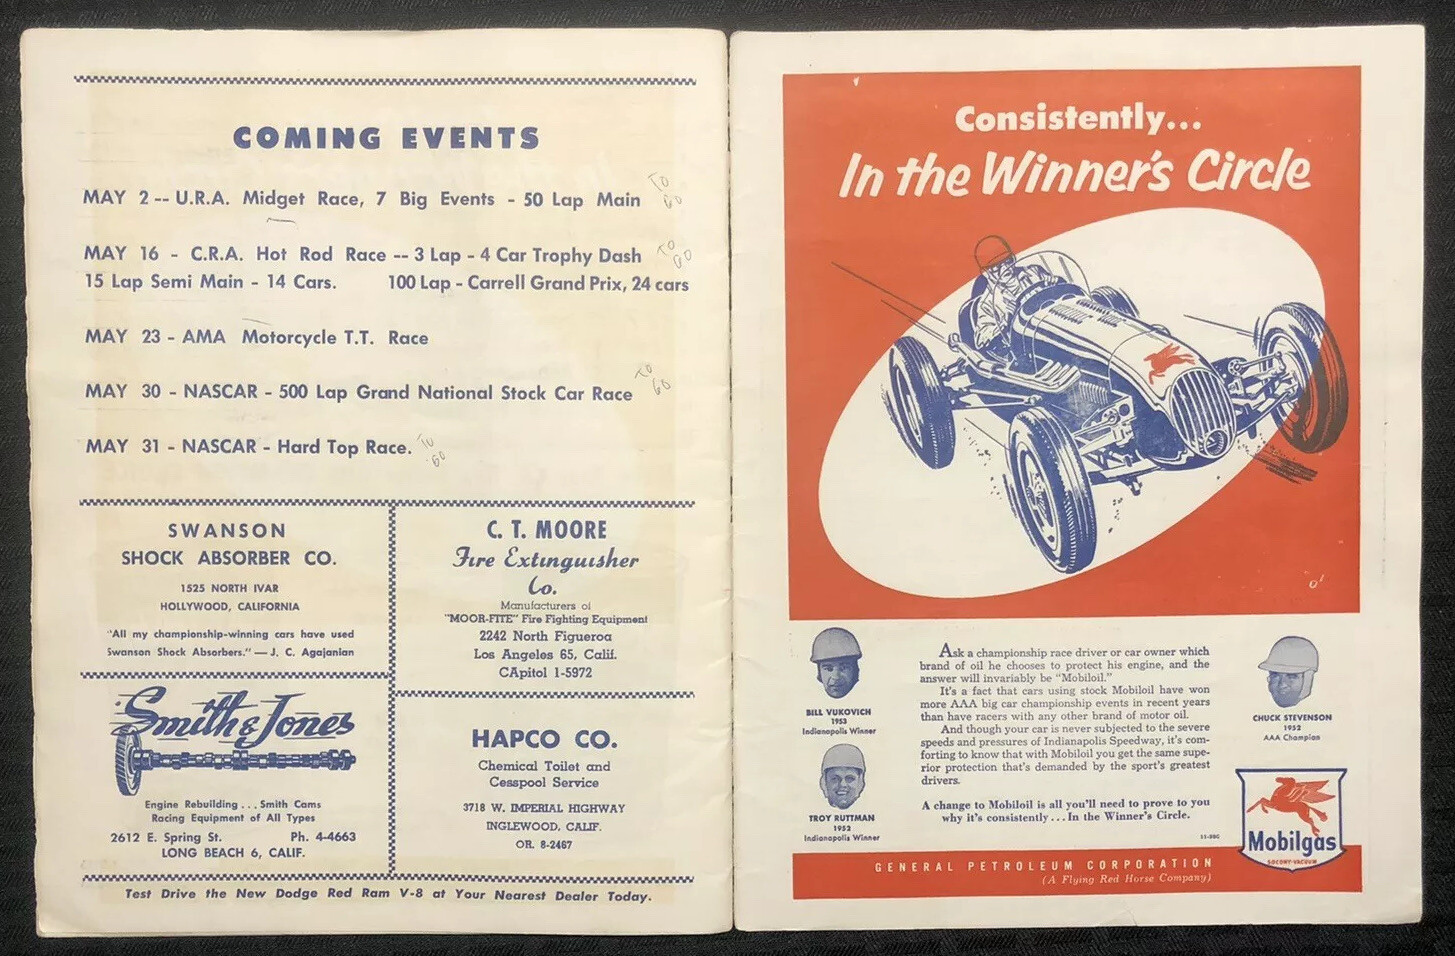 COMING EVENTS
MAY 2 -- U.R.A. Midget Race, 7 Big Events - 50 Lap Main
TO
GO
MAY 16 - C.R.A. Hot Rod Race -- 3 Lap - 4 Car Trophy Dash
TO
GO
15 Lap Semi Main - 14 Cars. 100 Lap - Carrell Grand Prix, 24 cars
MAY 23 - AMA Motorcycle T.T. Race
MAY 30 - NASCAR - 500 Lap Grand National Stock Car Race
TO
GO
MAY 31 - NASCAR - Hard Top Race.
TO
GO
SWANSON
SHOCK ABSORBER CO.
1525 NORTH IVAR
HOLLYWOOD, CALIFORNIA
"All my championship-winning cars have used
Swanson Shock Absorbers." — J. C. Agajanian
Smith & Jones
Engine Rebuilding . . . Smith Cams
Racing Equipment of All Types
2612 E. Spring St. Ph. 4-4663
LONG BEACH 6, CALIF.
C. T. MOORE
Fire Extinguisher
Co.
Manufacturers of
"MOOR-FITE" Fire Fighting Equipment
2242 North Figueroa
Los Angeles 65, Calif.
CApitol 1-5972
HAPCO CO.
Chemical Toilet and
Cesspool Service
3718 W. IMPERIAL HIGHWAY
INGLEWOOD, CALIF.
OR. 8-2467
Test Drive the New Dodge Red Ram V-8 at Your Nearest Dealer Today.
Consistently...
In the Winner's Circle
BILL VUKOVICH
1953
Indianapolis Winner
TROY RUTTMAN
1952
Indianapolis Winner
Ask a championship race driver or car owner which
brand of oil he chooses to protect his engine, and the
answer will invariably be "Mobiloil."
It's a fact that cars using stock Mobiloil have won
more AAA big car championship events in recent years
than have racers with any other brand of motor oil.
And though your car is never subjected to the severe
speeds and pressures of Indianapolis Speedway, it's com-
forting to know that with Mobiloil you get the same supe-
rior protection that's demanded by the sport's greatest
drivers.
A change to Mobiloil is all you'll need to prove to you
why it's consistently . . . In the Winner's Circle.
CHUCK STEVENSON
1952
AAA Champion
Mobilgas
SOCONY-VACUUM
GENERAL PETROLEUM CORPORATION
(A Flying Red Horse Company)